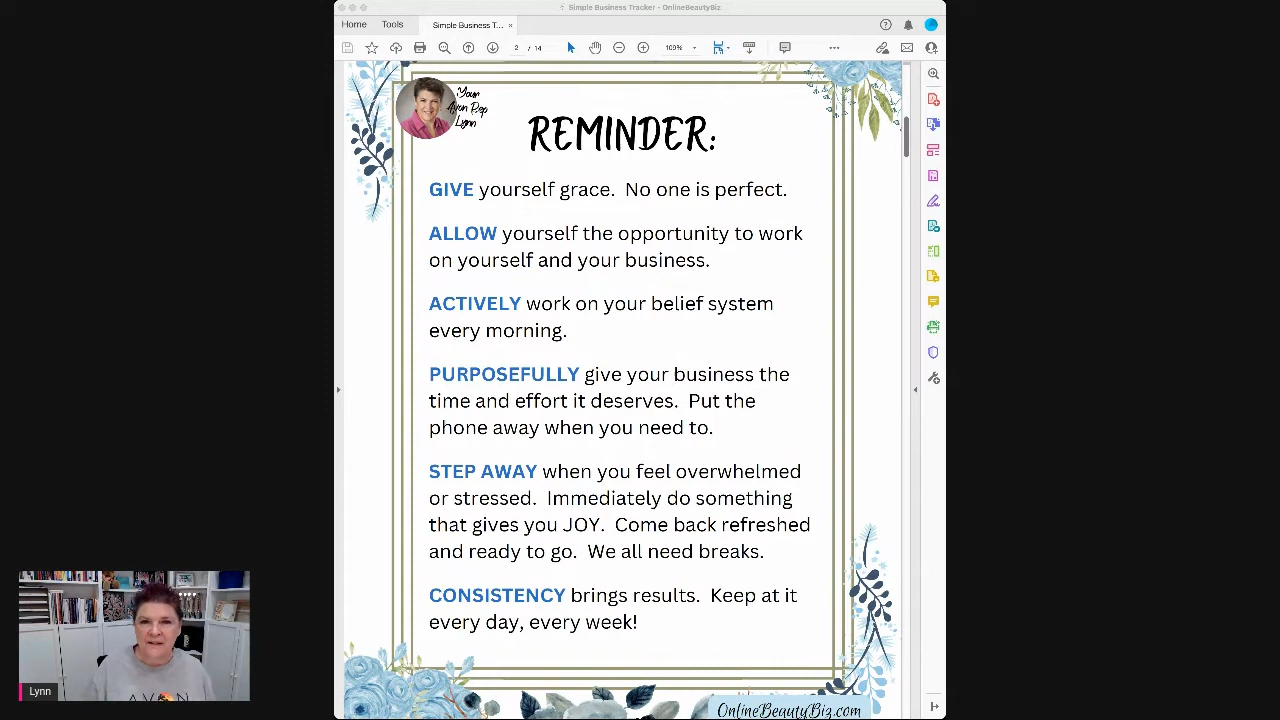 Simple Business Tracker - OnlineBeautyBiz
Home Tools Simple Business T... ×
2 / 14 109%
Your
Avon Rep
Lynn
REMINDER:
GIVE yourself grace. No one is perfect.
ALLOW yourself the opportunity to work
on yourself and your business.
ACTIVELY work on your belief system
every morning.
PURPOSEFULLY give your business the
time and effort it deserves. Put the
phone away when you need to.
STEP AWAY when you feel overwhelmed
or stressed. Immediately do something
that gives you JOY. Come back refreshed
and ready to go. We all need breaks.
CONSISTENCY brings results. Keep at it
every day, every week!
OnlineBeautyBiz.com
Lynn
AVON